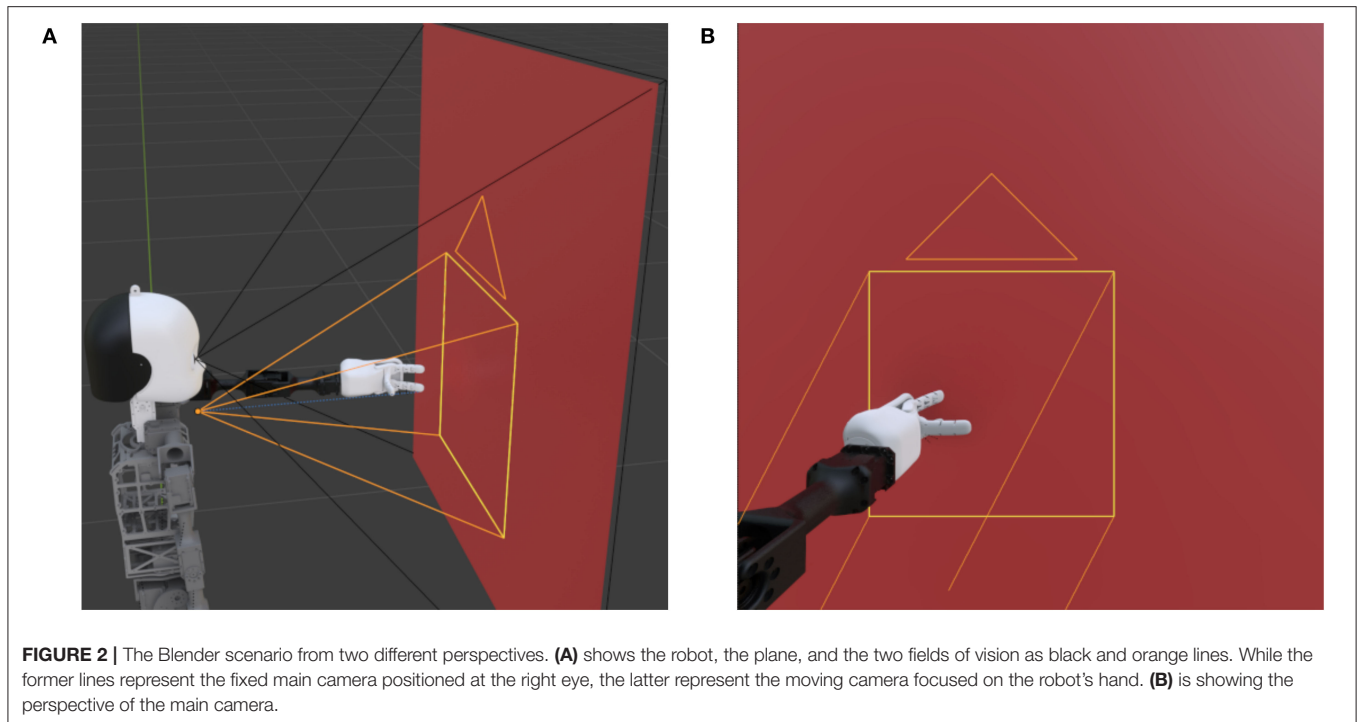 A
B
FIGURE 2 | The Blender scenario from two different perspectives. (A) shows the robot, the plane, and the two fields of vision as black and orange lines. While the
former lines represent the fixed main camera positioned at the right eye, the latter represent the moving camera focused on the robot's hand. (B) is showing the
perspective of the main camera.